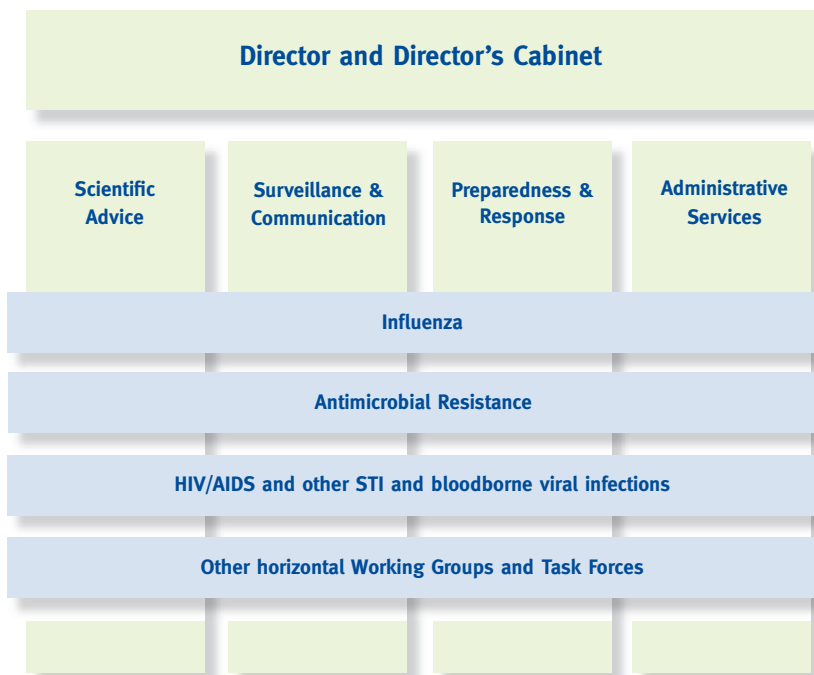 Director and Director’s Cabinet
Scientific
Advice
Surveillance &
Communication
Preparedness &
Response
Administrative
Services
Influenza
Antimicrobial Resistance
HIV/AIDS and other STI and bloodborne viral infections
Other horizontal Working Groups and Task Forces